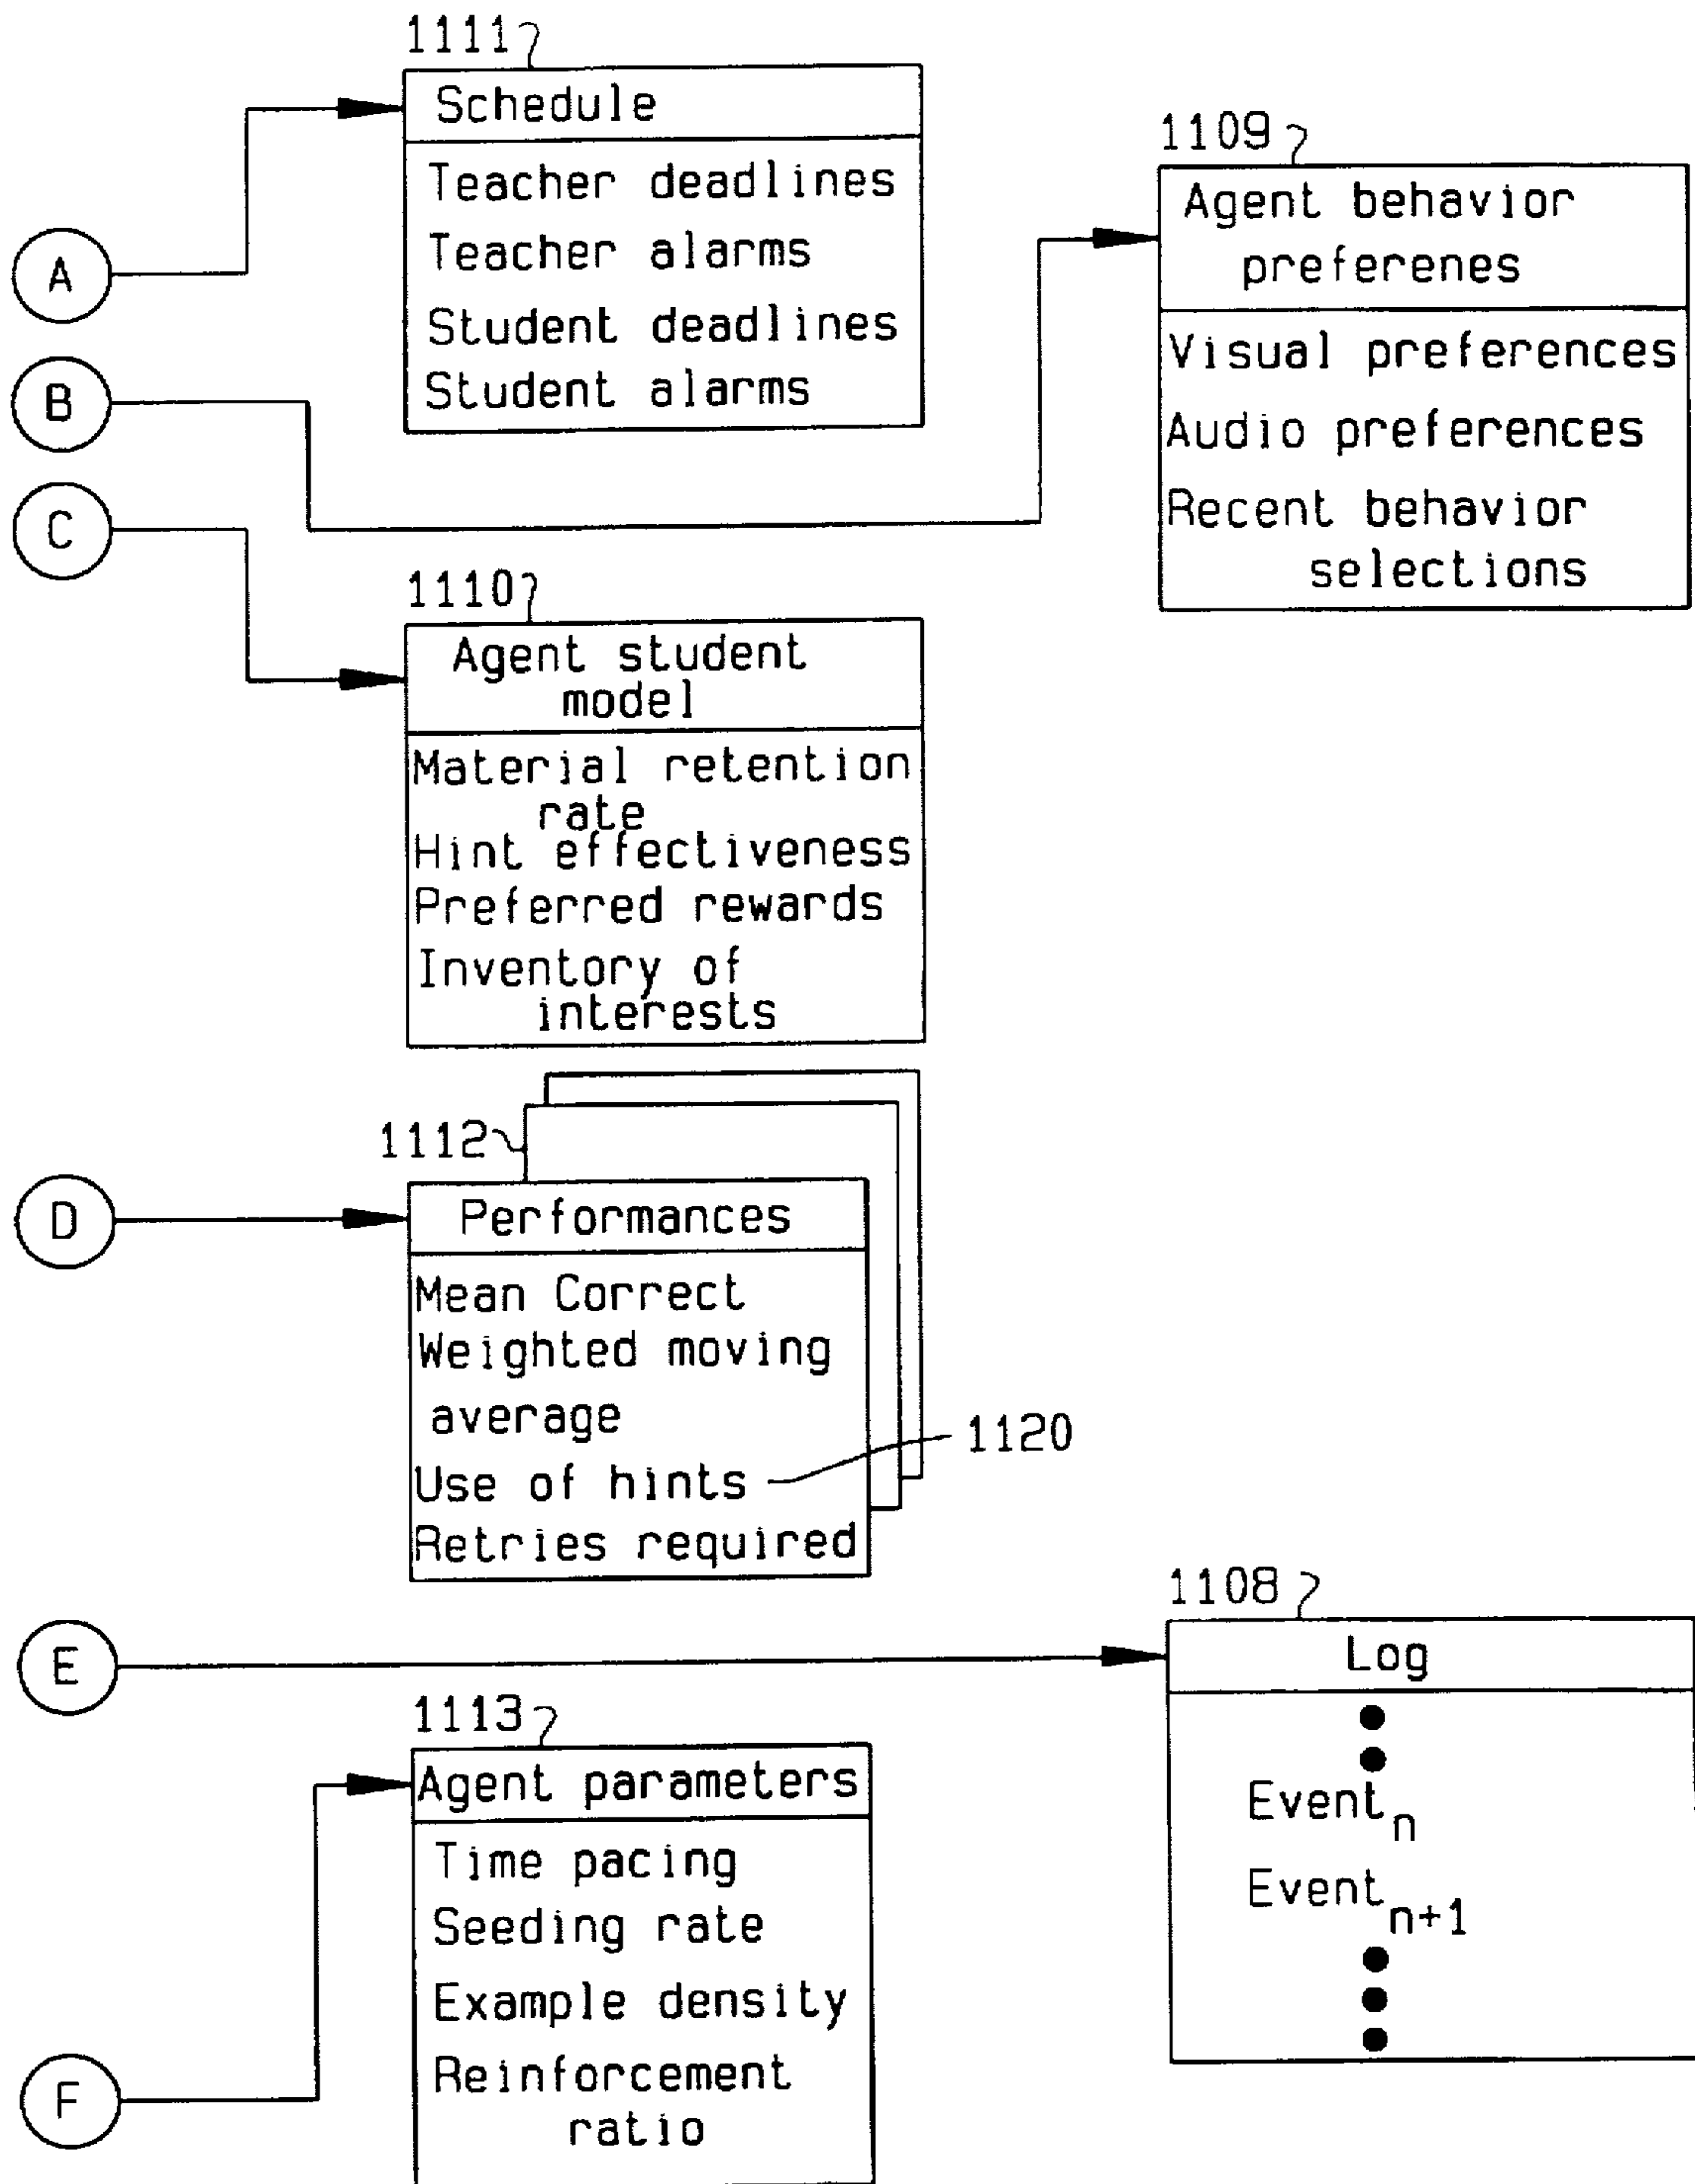 1111
Schedule
Teacher deadlines
Teacher alarms
Student deadlines
Student alarms
A
B
C
1109
Agent behavior
preferenes
Visual preferences
Audio preferences
Recent behavior
selections
1110
Agent student
model
Material retention
rate
Hint effectiveness
Preferred rewards
Inventory of
interests
D
1112
Performances
Mean Correct
Weighted moving
average
Use of hints
Retries required
1120
E
1108
Log
Event n
Event n+1
F
1113
Agent parameters
Time pacing
Seeding rate
Example density
Reinforcement
ratio